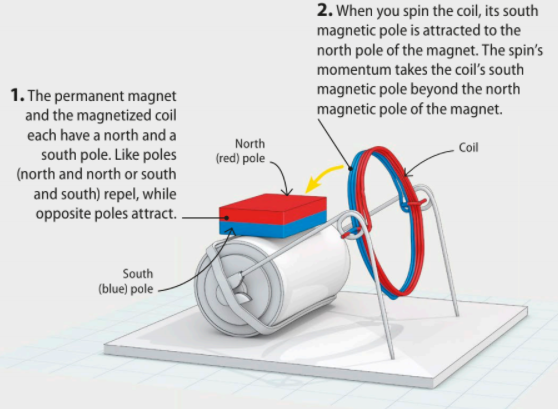 2. When you spin the coil, its south
magnetic pole is attracted to the
north pole of the magnet. The spin’s
momentum takes the coil’s south
magnetic pole beyond the north
magnetic pole of the magnet.
1. The permanent magnet
and the magnetized coil
each have a north and a
south pole. Like poles
(north and north or south
and south) repel, while
opposite poles attract.
North
(red) pole
Coil
South
(blue) pole